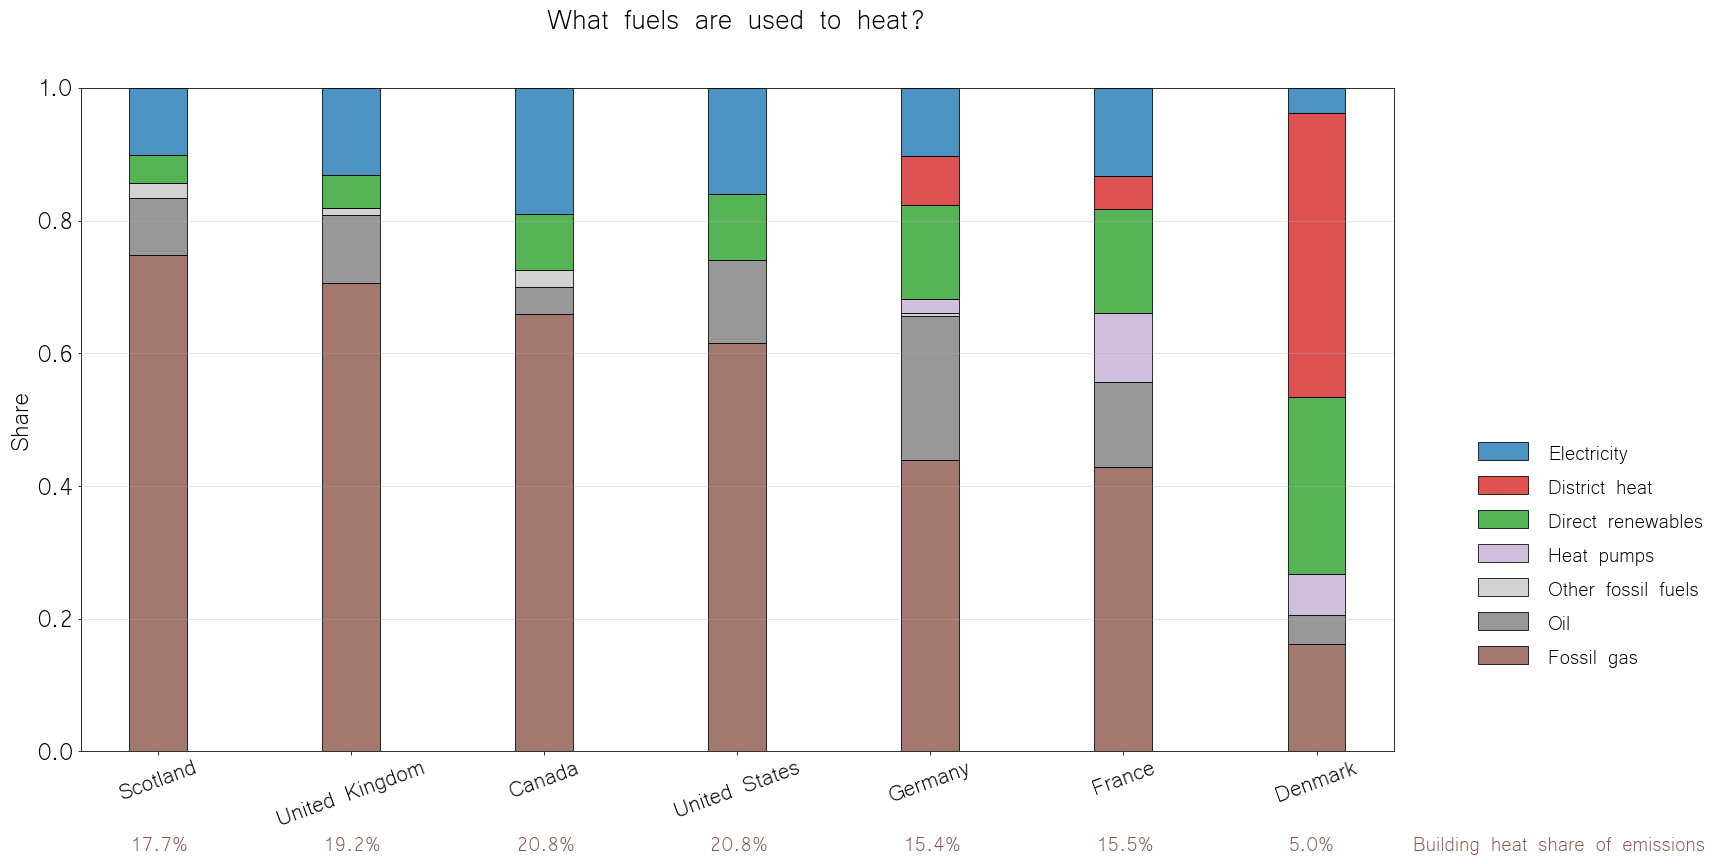 What fuels are used to heat?
1.0
0.8
0.6
0.4
0.2
0.0
Share
Electricity
District heat
Direct renewables
Heat pumps
Other fossil fuels
Oil
Fossil gas
Scotland United Kingdom Canada United States Germany France Denmark
17.7% 19.2% 20.8% 20.8% 15.4% 15.5% 5.0% Building heat share of emissions